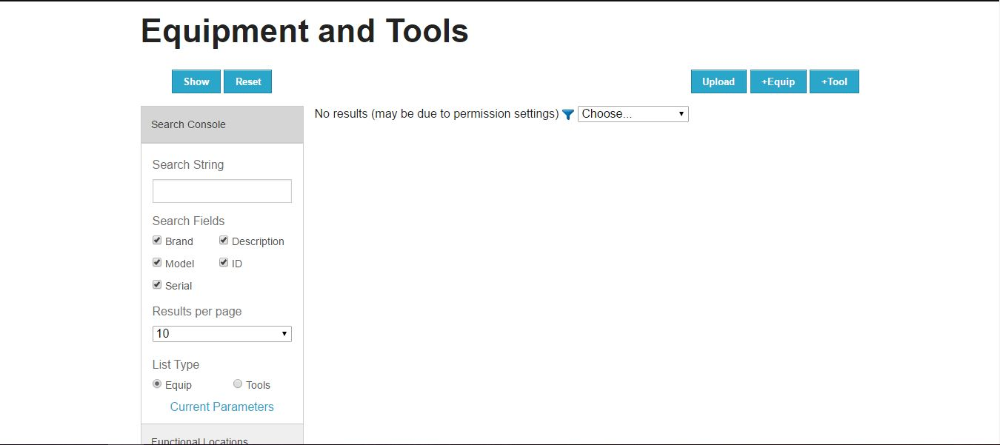 Equipment and Tools
Show Reset Upload +Equip +Tool
Search Console
No results (may be due to permission settings) Choose...
Search String
Search Fields
Brand Description
Model ID
Serial
Results per page
10
List Type
Equip Tools
Current Parameters
Functional Locations